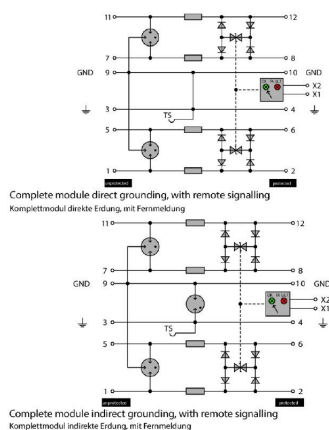 11 12
7 8
GND 9 10 GND
OK FAULT
X2
X1
3 4
TS
5 6
1 2
unprotected protected
Complete module direct grounding, with remote signalling
Komplettmodul direkte Erdung, mit Fernmeldung
11 12
7 8
GND 9 10 GND
X2
X1
3 4
TS
5 6
1 2
unprotected protected
Complete module indirect grounding, with remote signalling
Komplettmodul indirekte Erdung, mit Fernmeldung